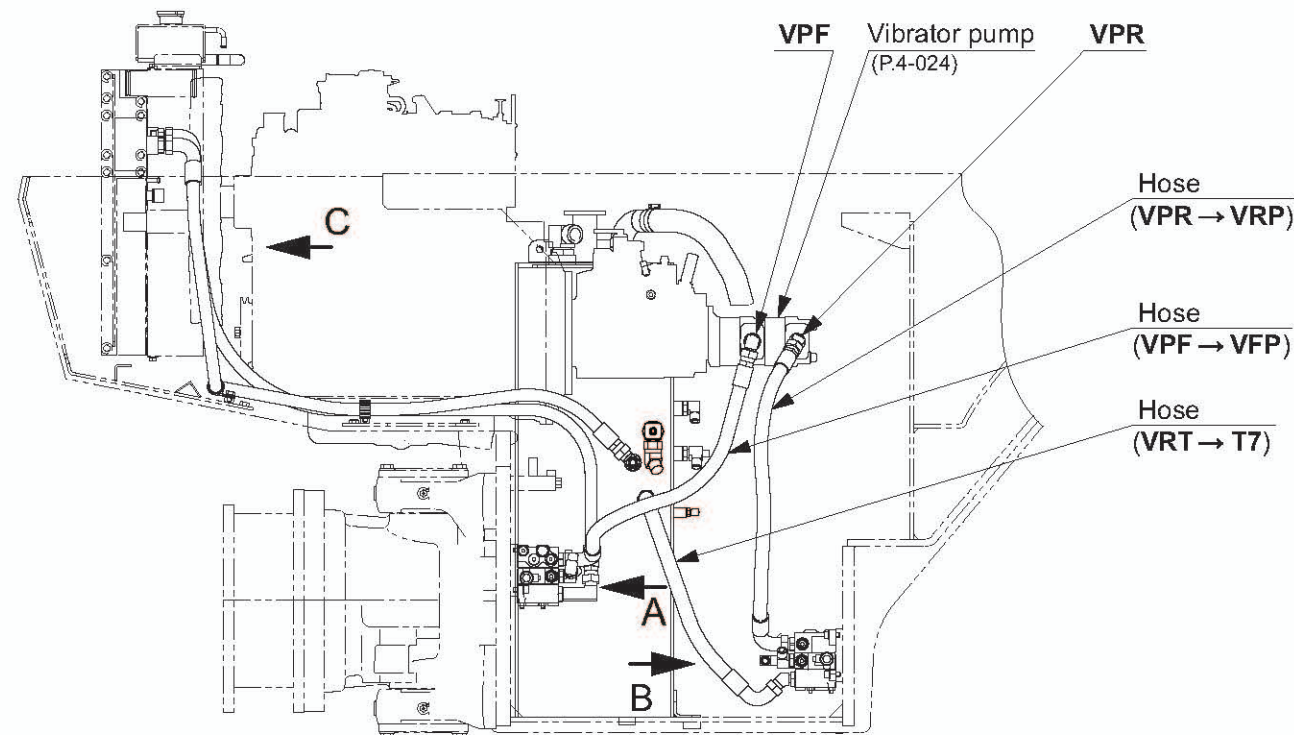 VPF
Vibrator pump
(P.4-024)
VPR
Hose
(VPR → VRP)
C
Hose
(VPF → VFP)
Hose
(VRT → T7)
A
B